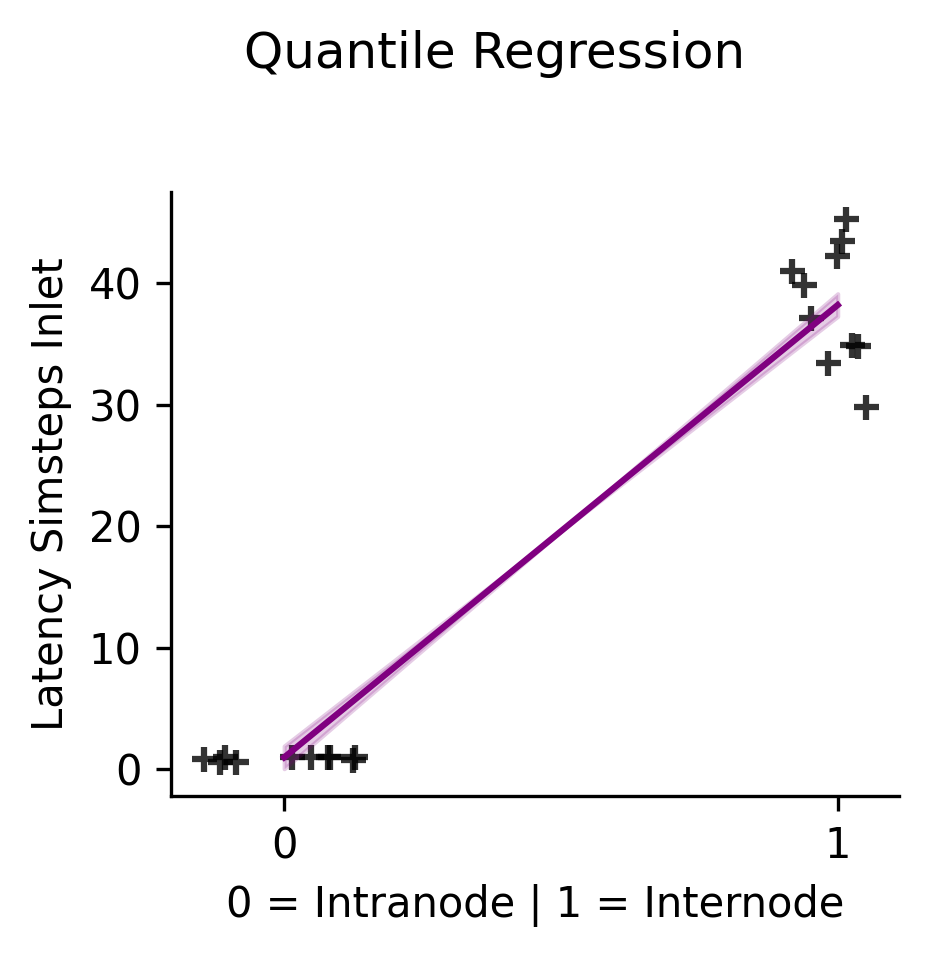 Quantile Regression
Latency Simsteps Inlet
40
30
20
10
0
0 1
0 = Intranode | 1 = Internode